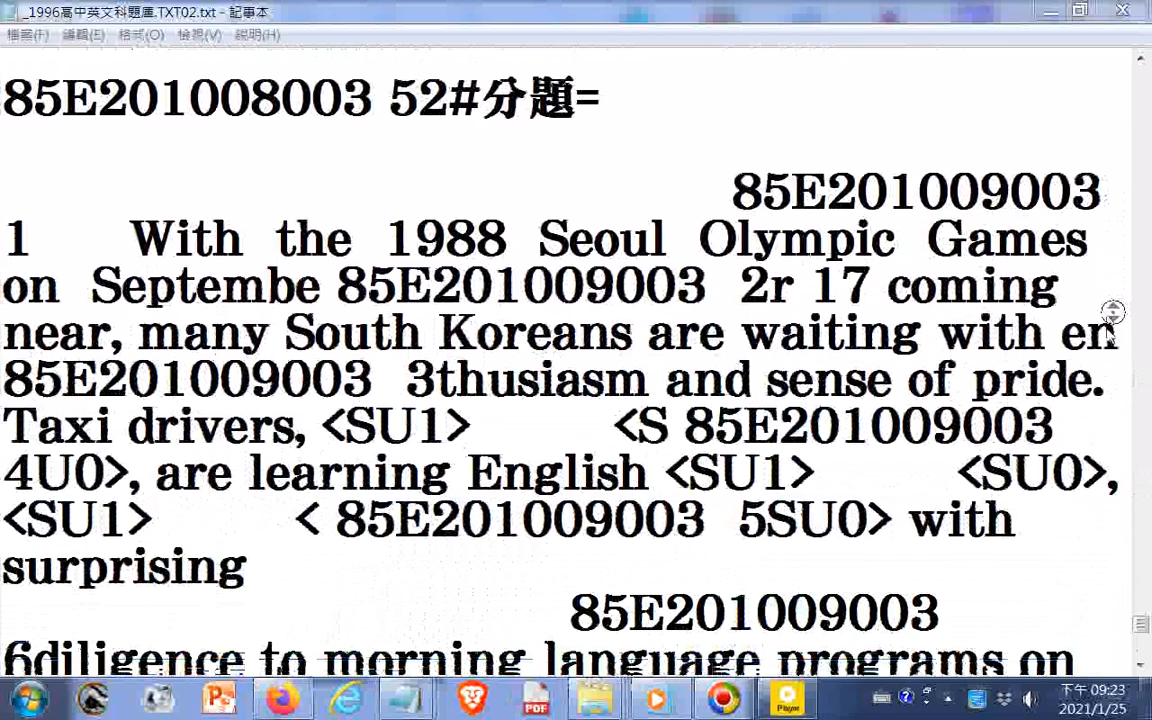 _1996高中英文科題庫.TXT02.txt - 記事本
檔案(F) 編輯(E) 格式(O) 檢視(V) 說明(H)
85E201008003 52#分題=
85E201009003
1 With the 1988 Seoul Olympic Games
on Septembe 85E201009003 2r 17 coming
near, many South Koreans are waiting with en
85E201009003 3thusiasm and sense of pride.
Taxi drivers, <SU1> <S 85E201009003
4U0>, are learning English <SU1> <SU0>,
<SU1> < 85E201009003 5SU0> with
surprising
85E201009003
6diligence to morning language programs on
PDF
Player
下午 09:23
2021/1/25